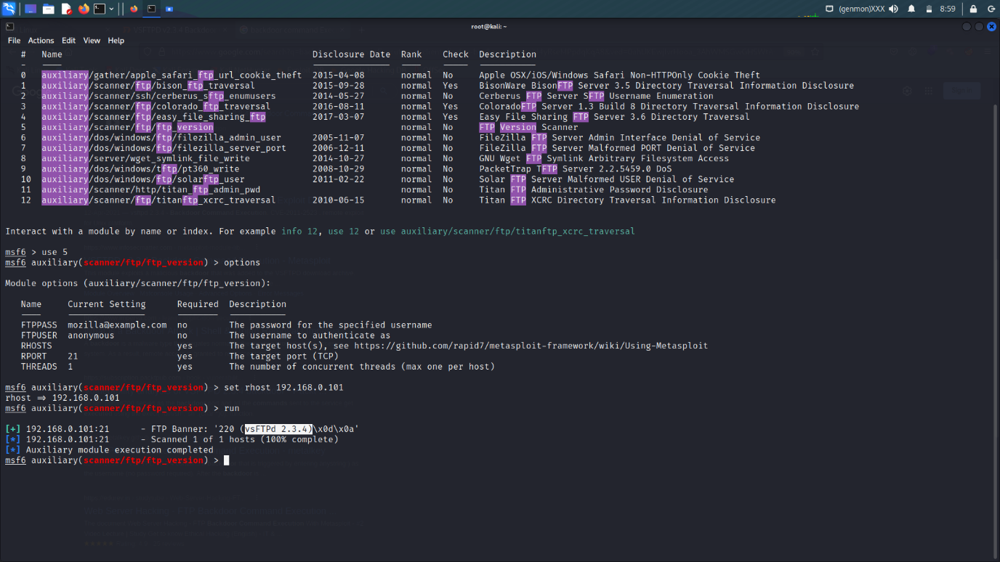 (genmon)XXX 8:59
root@kali: ~
File Actions Edit View Help
# Name Disclosure Date Rank Check Description
- ---- --------------- ---- ----- -----------
0 auxiliary/gather/apple_safari_ftp_url_cookie_theft 2015-04-08 normal No Apple OSX/iOS/Windows Safari Non-HTTPOnly Cookie Theft
1 auxiliary/scanner/ftp/bison_ftp_traversal 2015-09-28 normal Yes BisonWare BisonFTP Server 3.5 Directory Traversal Information Disclosure
2 auxiliary/scanner/ssh/cerberus_sftp_enumusers 2014-05-27 normal No Cerberus FTP Server SFTP Username Enumeration
3 auxiliary/scanner/ftp/colorado_ftp_traversal 2016-08-11 normal Yes ColoradoFTP Server 1.3 Build 8 Directory Traversal Information Disclosure
4 auxiliary/scanner/ftp/easy_file_sharing_ftp 2017-03-07 normal Yes Easy File Sharing FTP Server 3.6 Directory Traversal
5 auxiliary/scanner/ftp/ftp_version normal No FTP Version Scanner
6 auxiliary/dos/windows/ftp/filezilla_admin_user 2005-11-07 normal No FileZilla FTP Server Admin Interface Denial of Service
7 auxiliary/dos/windows/ftp/filezilla_server_port 2006-12-11 normal No FileZilla FTP Server Malformed PORT Denial of Service
8 auxiliary/server/wget_symlink_file_write 2014-10-27 normal No GNU Wget FTP Symlink Arbitrary Filesystem Access
9 auxiliary/dos/windows/tftp/pt360_write 2008-10-29 normal No PacketTrap TFTP Server 2.2.5459.0 DoS
10 auxiliary/dos/windows/ftp/solarftp_user 2011-02-22 normal No Solar FTP Server Malformed USER Denial of Service
11 auxiliary/scanner/http/titan_ftp_admin_pwd normal No Titan FTP Administrative Password Disclosure
12 auxiliary/scanner/ftp/titanftp_xcrc_traversal 2010-06-15 normal No Titan FTP XCRC Directory Traversal Information Disclosure
Interact with a module by name or index. For example info 12, use 12 or use auxiliary/scanner/ftp/titanftp_xcrc_traversal
msf6 > use 5
msf6 auxiliary(scanner/ftp/ftp_version) > options
Module options (auxiliary/scanner/ftp/ftp_version):
Name Current Setting Required Description
---- --------------- -------- -----------
FTPPASS mozilla@example.com no The password for the specified username
FTPUSER anonymous no The username to authenticate as
RHOSTS yes The target host(s), see https://github.com/rapid7/metasploit-framework/wiki/Using-Metasploit
RPORT 21 yes The target port (TCP)
THREADS 1 yes The number of concurrent threads (max one per host)
msf6 auxiliary(scanner/ftp/ftp_version) > set rhost 192.168.0.101
rhost => 192.168.0.101
msf6 auxiliary(scanner/ftp/ftp_version) > run
[+] 192.168.0.101:21 - FTP Banner: '220 (vsFTPd 2.3.4)\x0d\x0a'
[*] 192.168.0.101:21 - Scanned 1 of 1 hosts (100% complete)
[*] Auxiliary module execution completed
msf6 auxiliary(scanner/ftp/ftp_version) >